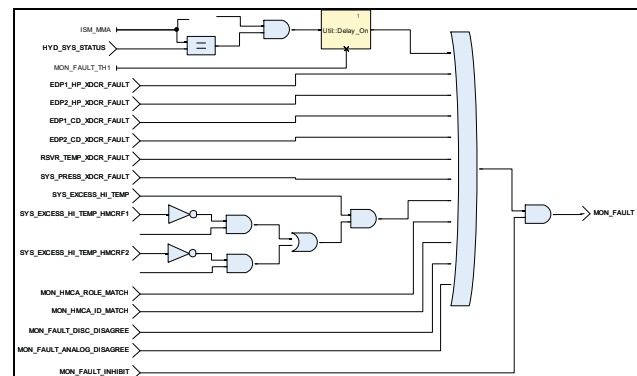 ISM_MMA
1
Util::Delay_On
HYD_SYS_STATUS
=
MON_FAULT_TH1
EDP1_HP_XDCR_FAULT
EDP2_HP_XDCR_FAULT
EDP1_CD_XDCR_FAULT
EDP2_CD_XDCR_FAULT
RSVR_TEMP_XDCR_FAULT
SYS_PRESS_XDCR_FAULT
SYS_EXCESS_HI_TEMP
SYS_EXCESS_HI_TEMP_HMCRF1
MON_FAULT
SYS_EXCESS_HI_TEMP_HMCRF2
MON_HMCA_ROLE_MATCH
MON_HMCA_ID_MATCH
MON_FAULT_DISC_DISAGREE
MON_FAULT_ANALOG_DISAGREE
MON_FAULT_INHIBIT